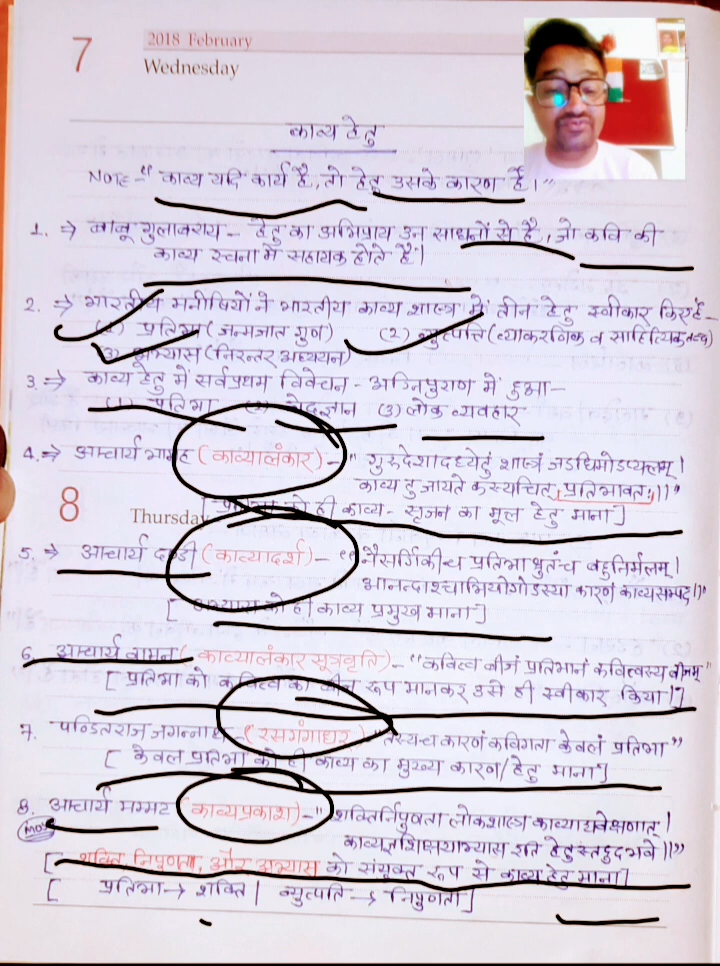 7
2018 February
Wednesday
काव्य हेतु
NOTE-" काव्य यदि कार्य है, तो हेतु उसके कारण है।"
1. ⇒ बाबू गुलाबराय - हेतु का अभिप्राय उन साधनों से है, जो कवि की
काव्य रचना में सहायक होते हैं।
2. ⇒ भारतीय मनीषियों ने भारतीय काव्य शास्त्र में तीन हेतु स्वीकार किए हैं-
(1) प्रतिभा (जन्मजात गुण) (2) व्युत्पत्ति (व्याकरणिक व साहित्यिक
(3) अभ्यास (निरन्तर अध्ययन)
3. ⇒ काव्य हेतु में सर्वप्रथम विवेचन - अग्निपुराण में हुआ-
(1) प्रतिभा (2) वेदज्ञान (3) लोक व्यवहार
4. ⇒ आचार्य भामह (काव्यालंकार) - " गुरुदेशादध्येतुं शास्त्रं जडधियोऽप्यलम्।
काव्यं तु जायते कस्यचित् प्रतिभावतः।।"
8
Thursday
[ प्रतिभा को ही काव्य - सृजन का मूल हेतु माना]
5. ⇒ आचार्य दण्डी (काव्यादर्श) - "नैसर्गिकी च प्रतिभा श्रुतंच बहुनिर्मलम्।
आनन्दाश्चाभियोगोऽस्या कारणं काव्यसम्पद।।"
[ अभ्यास को ही काव्य प्रमुख माना]
6. आचार्य वामन (काव्यालंकार सूत्रवृति) - "कवित्व बीजं प्रतिभानं कवित्वस्य बीजम्"
[ प्रतिभा को कवित्व का बीज रूप मानकर उसे ही स्वीकार किया।]
7. पण्डितराज जगन्नाथ (रसगंगाधर) "तस्यच कारणं कविगता केवलं प्रतिभा"
[ केवल प्रतिभा को ही काव्य का मुख्य कारण/हेतु माना]
8. आचार्य मम्मट (काव्यप्रकाश) - "शक्तिर्निपुणता लोकशास्त्र काव्याद्यवेक्षणात्।
काव्यज्ञशिक्षयाभ्यास इति हेतुस्तदुदभवे।।"
[ शक्ति, निपुणता, और अभ्यास को संयुक्त रूप से काव्य हेतु माना]
[ प्रतिभा → शक्ति | व्युत्पति → निपुणता]